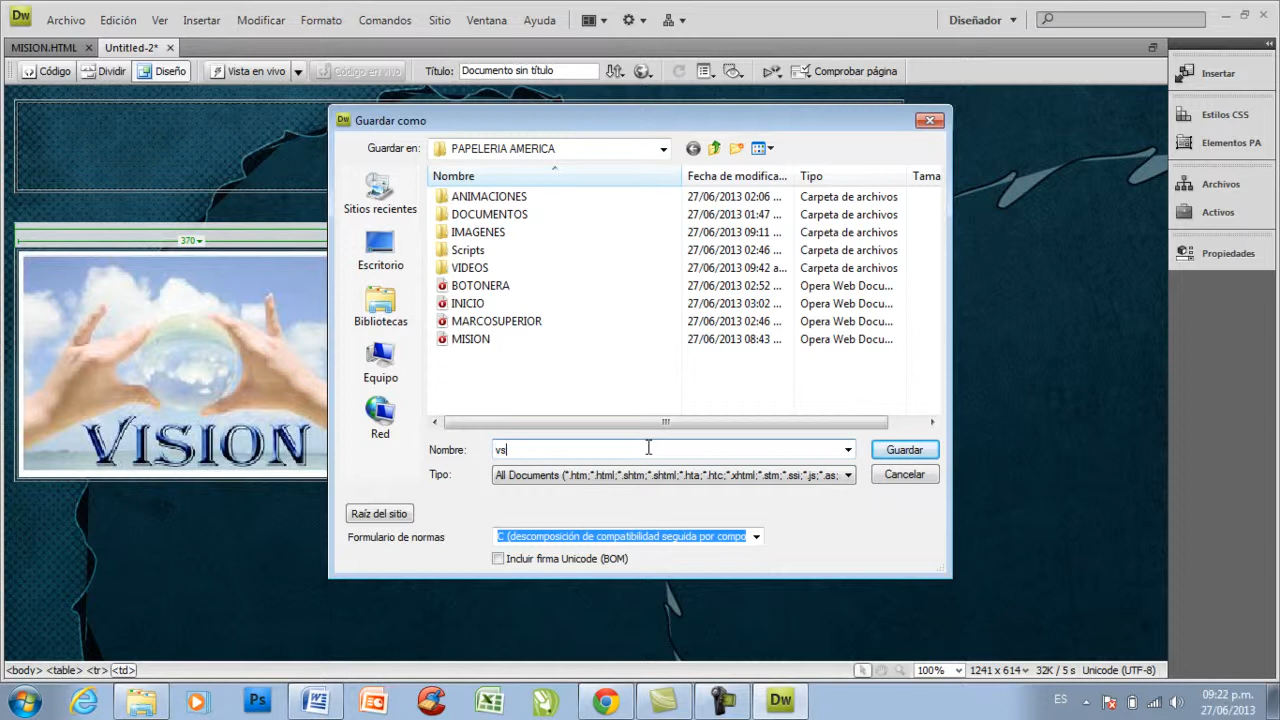 Dw Archivo Edición Ver Insertar Modificar Formato Comandos Sitio Ventana Ayuda Diseñador
MISION.HTML Untitled-2*
Código Dividir Diseño Vista en vivo Código en vivo Título: Documento sin título Comprobar página
Insertar
Estilos CSS
Elementos PA
Archivos
Activos
Propiedades
370
VISION
Dw Guardar como
Guardar en: PAPELERIA AMERICA
Nombre Fecha de modifica... Tipo Tama
ANIMACIONES 27/06/2013 02:06 ... Carpeta de archivos
DOCUMENTOS 27/06/2013 01:47 ... Carpeta de archivos
IMAGENES 27/06/2013 09:11 ... Carpeta de archivos
Scripts 27/06/2013 02:46 ... Carpeta de archivos
VIDEOS 27/06/2013 09:42 a... Carpeta de archivos
BOTONERA 27/06/2013 02:52 ... Opera Web Docu...
INICIO 27/06/2013 03:02 ... Opera Web Docu...
MARCOSUPERIOR 27/06/2013 02:46 ... Opera Web Docu...
MISION 27/06/2013 08:43 ... Opera Web Docu...
Sitios recientes
Escritorio
Bibliotecas
Equipo
Red
Nombre: vs Guardar
Tipo: All Documents (*.htm;*.html;*.shtm;*.shtml;*.hta;*.htc;*.xhtml;*.stm;*.ssi;*.js;*.as; Cancelar
Raíz del sitio
Formulario de normas C (descomposición de compatibilidad seguida por compo
Incluir firma Unicode (BOM)
<body> <table> <tr> <td> 100% 1241 x 614 32K / 5 s Unicode (UTF-8)
Ps Dw ES 09:22 p.m.
27/06/2013